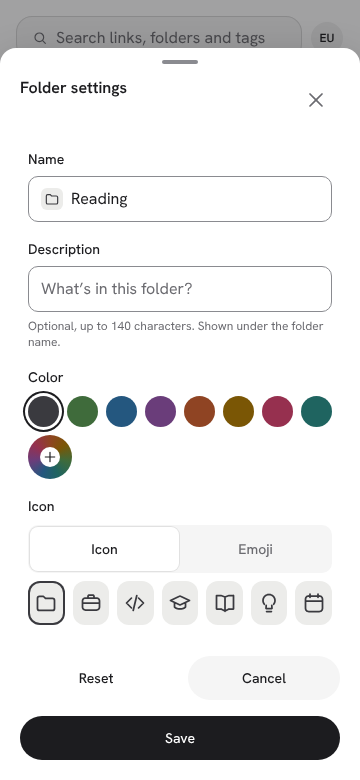 Search links, folders and tags
EU
Folder settings
Name
Reading
Description
What's in this folder?
Optional, up to 140 characters. Shown under the folder
name.
Color
Icon
Icon
Emoji
Reset
Cancel
Save